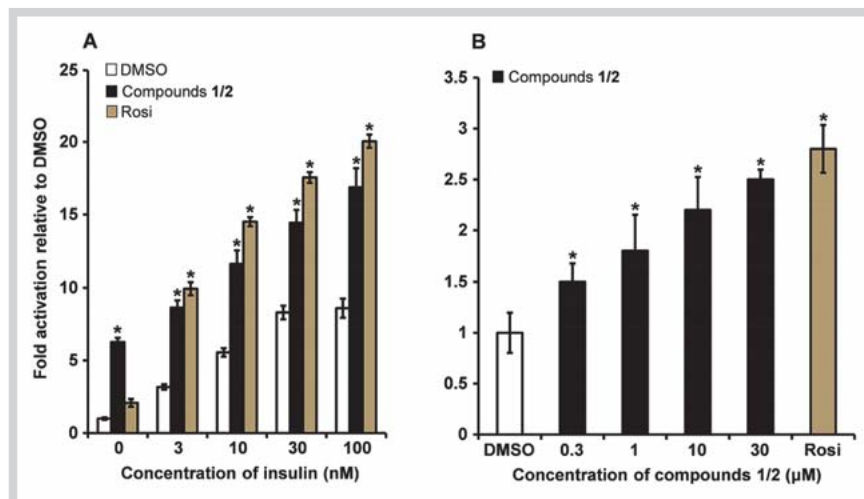 A
DMSO
Compounds 1/2
Rosi
Fold activation relative to DMSO
25
20
15
10
5
0
* * * * * * * * *
0 3 10 30 100
Concentration of insulin (nM)
B
Compounds 1/2
3.5
3
2.5
2
1.5
1
0.5
0
* * * * *
DMSO 0.3 1 10 30 Rosi
Concentration of compounds 1/2 (µM)